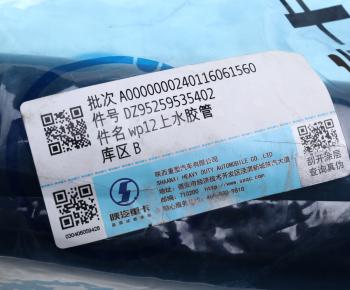 批次 A0000000240116061560
件号 DZ95259535402
件名 wp12上水胶管
库区 B
陕西重型汽车有限公司
SHAANXI HEAVY DUTY AUTOMOBILE CO., LTD
陕汽重卡
030406059428
刮开涂层
查询真伪